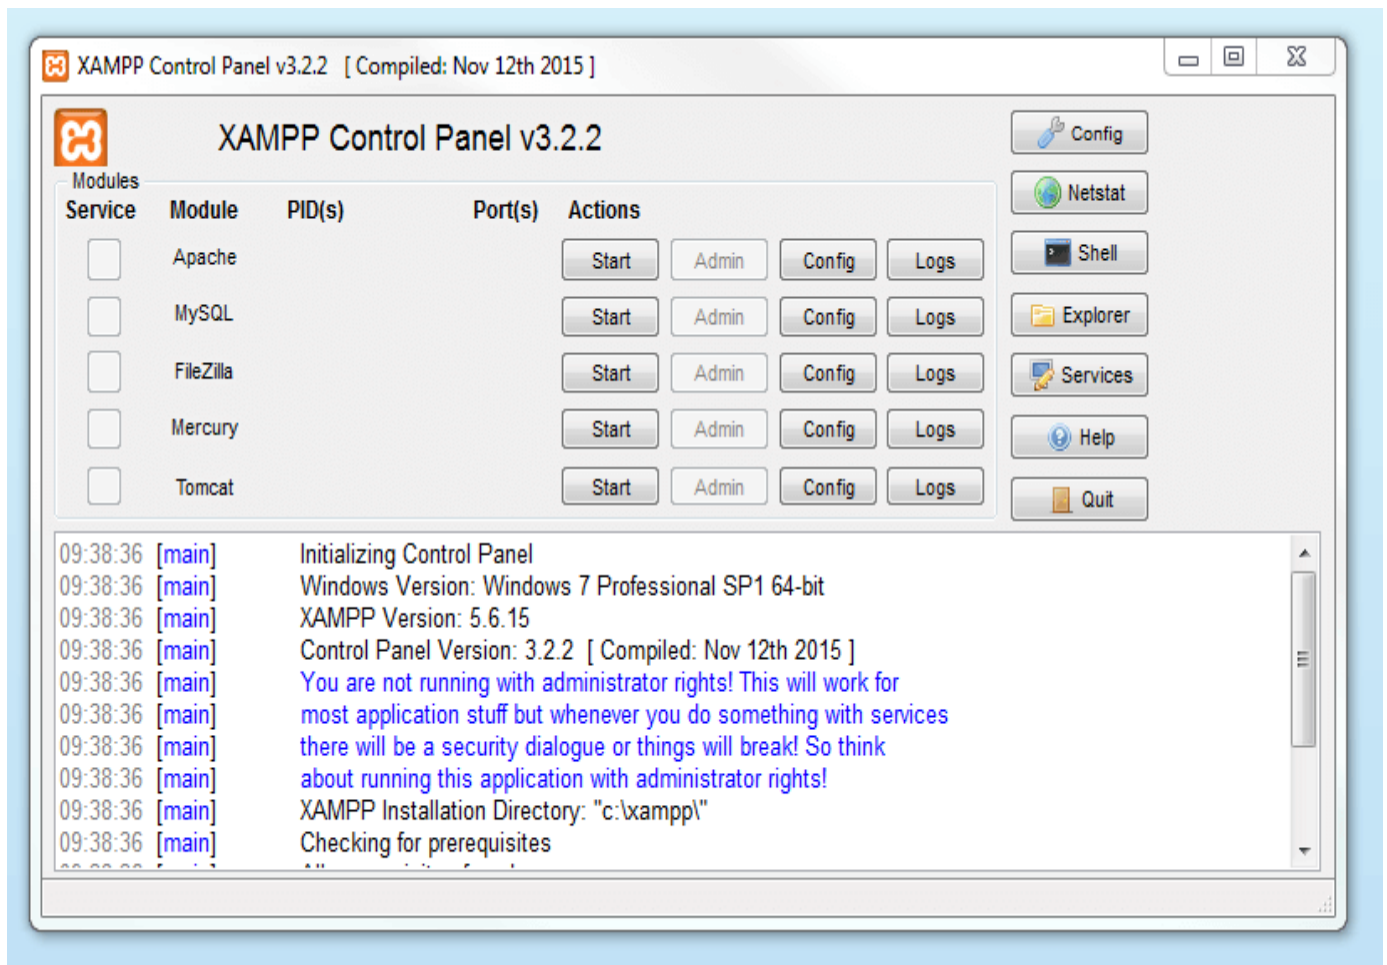 XAMPP Control Panel v3.2.2 [ Compiled: Nov 12th 2015 ]
XAMPP Control Panel v3.2.2
Config
Modules
Netstat
Service Module PID(s) Port(s) Actions
Apache Start Admin Config Logs
Shell
MySQL Start Admin Config Logs
Explorer
FileZilla Start Admin Config Logs
Services
Mercury Start Admin Config Logs
Help
Tomcat Start Admin Config Logs
Quit
09:38:36 [main] Initializing Control Panel
09:38:36 [main] Windows Version: Windows 7 Professional SP1 64-bit
09:38:36 [main] XAMPP Version: 5.6.15
09:38:36 [main] Control Panel Version: 3.2.2 [ Compiled: Nov 12th 2015 ]
09:38:36 [main] You are not running with administrator rights! This will work for
09:38:36 [main] most application stuff but whenever you do something with services
09:38:36 [main] there will be a security dialogue or things will break! So think
09:38:36 [main] about running this application with administrator rights!
09:38:36 [main] XAMPP Installation Directory: "c:\xampp\"
09:38:36 [main] Checking for prerequisites